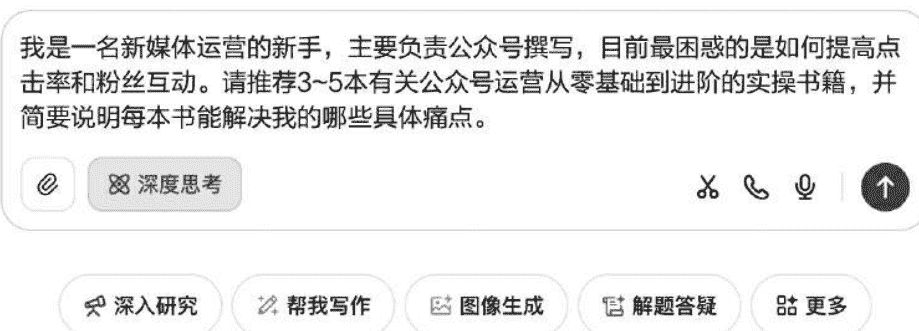 我是一名新媒体运营的新手，主要负责公众号撰写，目前最困惑的是如何提高点
击率和粉丝互动。请推荐3~5本有关公众号运营从零基础到进阶的实操书籍，并
简要说明每本书能解决我的哪些具体痛点。
深度思考
深入研究 帮我写作 图像生成 解题答疑 更多